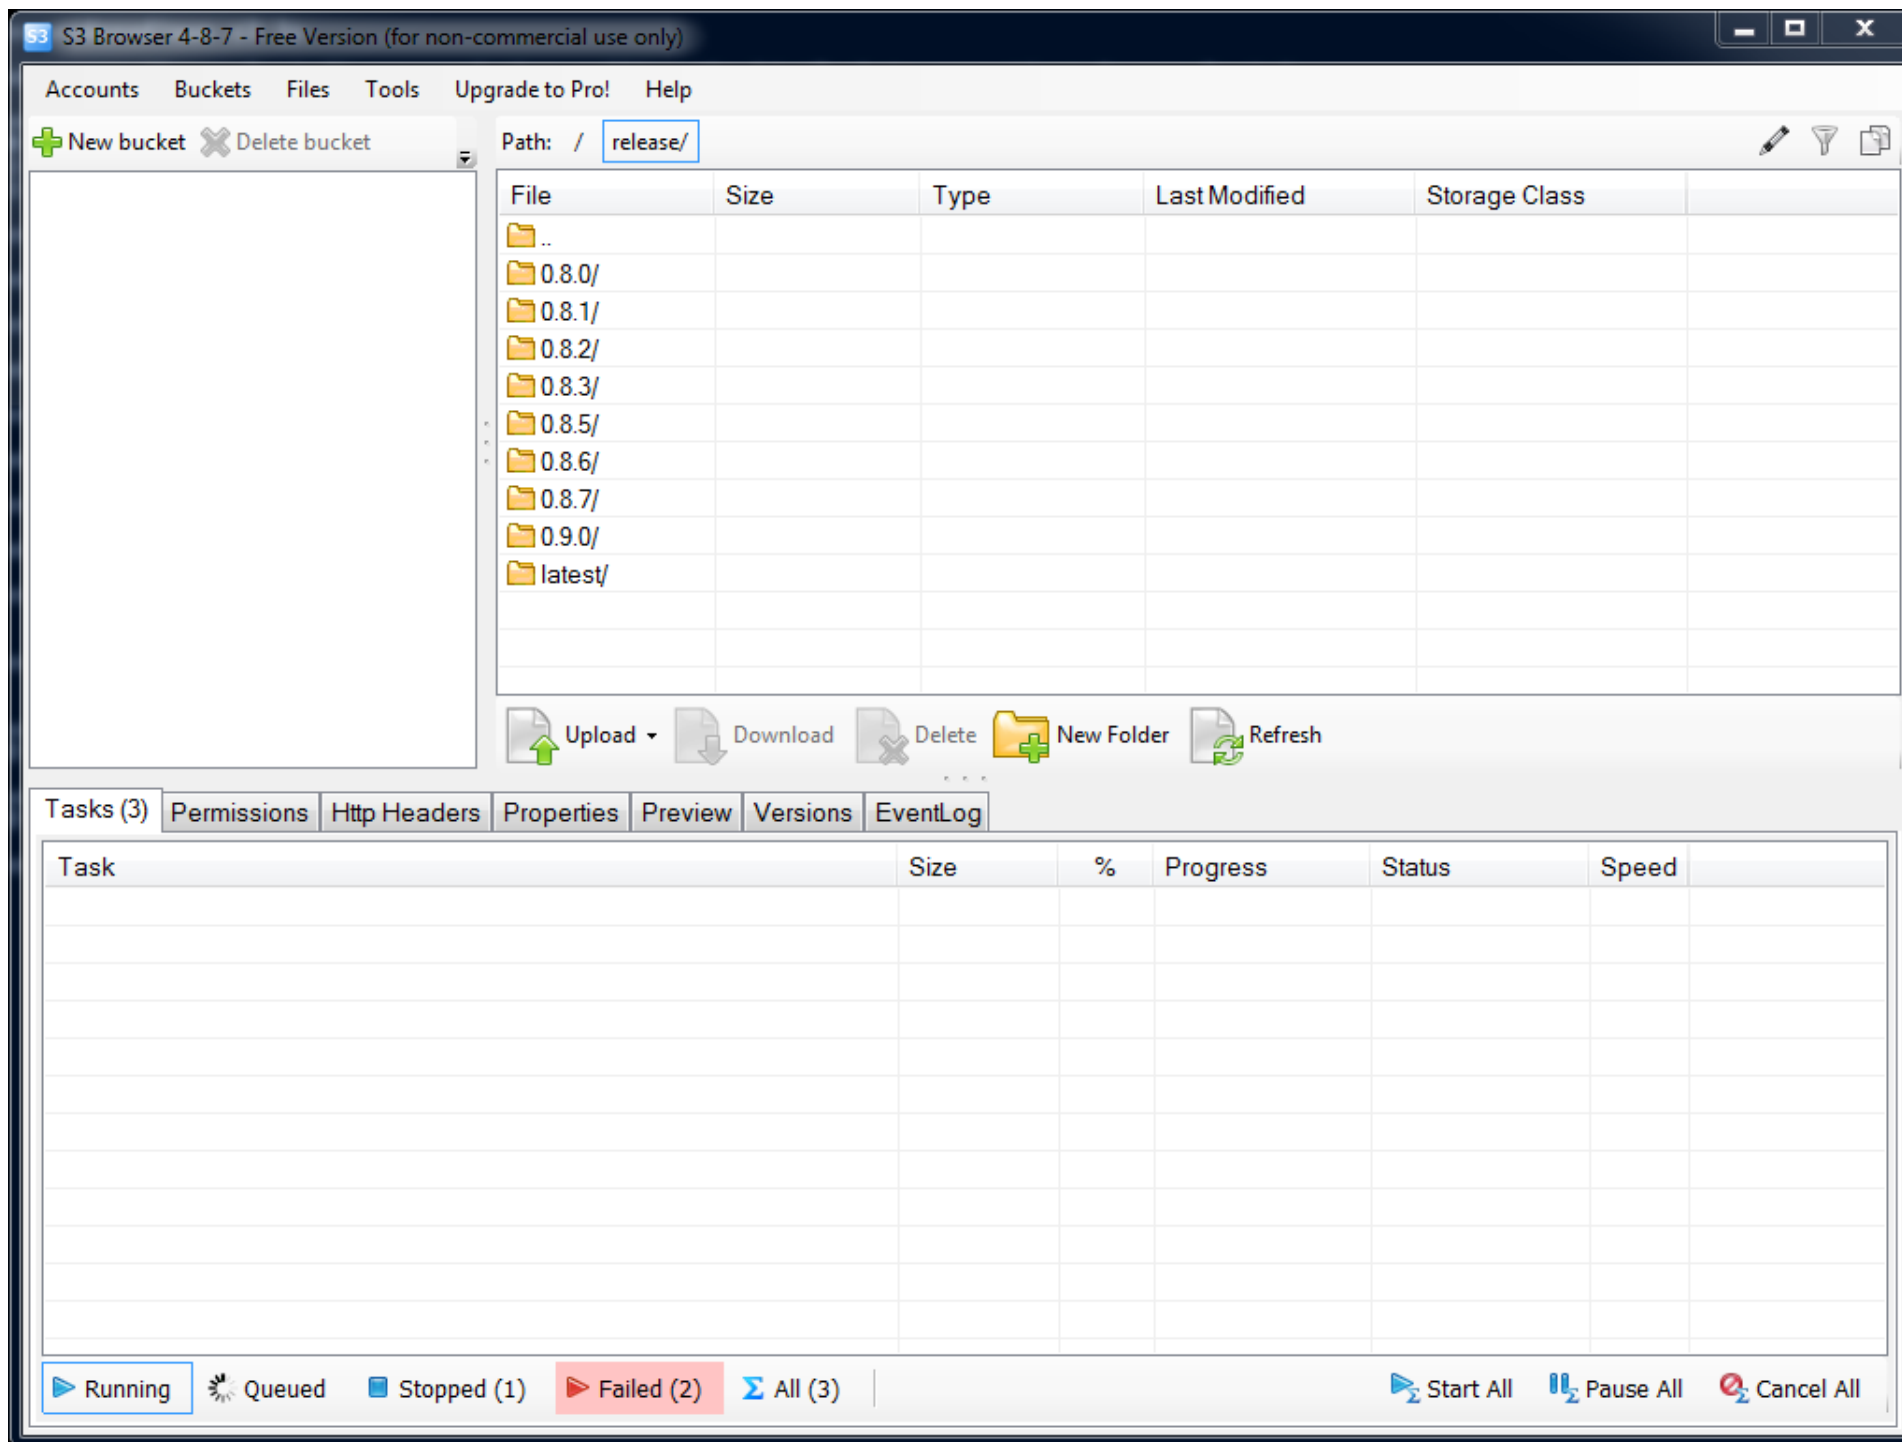 S3 S3 Browser 4-8-7 - Free Version (for non-commercial use only)
Accounts Buckets Files Tools Upgrade to Pro! Help
New bucket Delete bucket
Path: / release/
File Size Type Last Modified Storage Class
..
0.8.0/
0.8.1/
0.8.2/
0.8.3/
0.8.5/
0.8.6/
0.8.7/
0.9.0/
latest/
Upload Download Delete New Folder Refresh
Tasks (3) Permissions Http Headers Properties Preview Versions EventLog
Task Size % Progress Status Speed
Running Queued Stopped (1) Failed (2) Σ All (3) Start All Pause All Cancel All